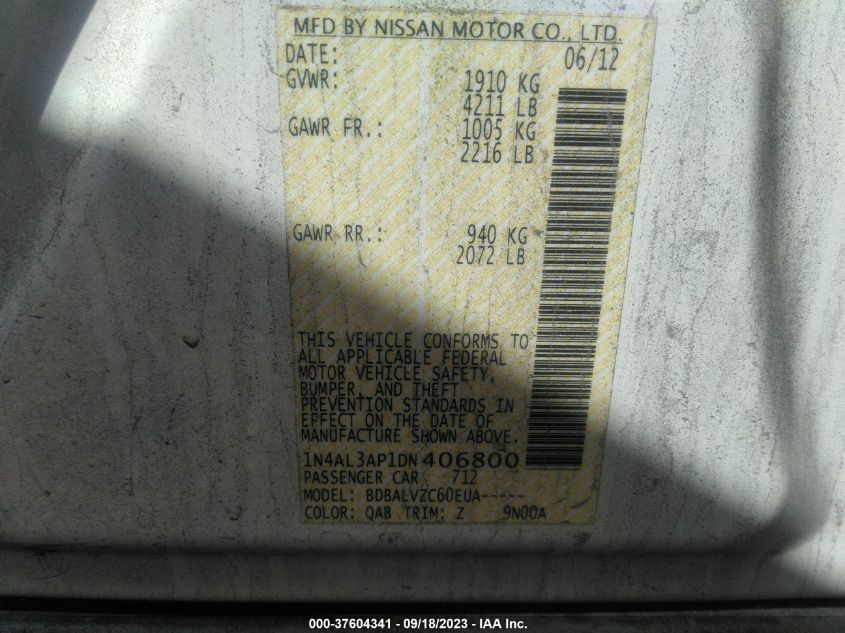 MFD BY NISSAN MOTOR CO., LTD.
DATE: 06/12
GVWR: 1910 KG
4211 LB
GAWR FR.: 1005 KG
2216 LB
GAWR RR.: 940 KG
2072 LB
THIS VEHICLE CONFORMS TO
ALL APPLICABLE FEDERAL
MOTOR VEHICLE SAFETY,
BUMPER, AND THEFT
PREVENTION STANDARDS IN
EFFECT ON THE DATE OF
MANUFACTURE SHOWN ABOVE.
1N4AL3AP1DN406800
PASSENGER CAR 712
MODEL: BDBALVZC60EUA-----
COLOR: QAB TRIM: Z 9N00A
000-37604341 - 09/18/2023 - IAA Inc.